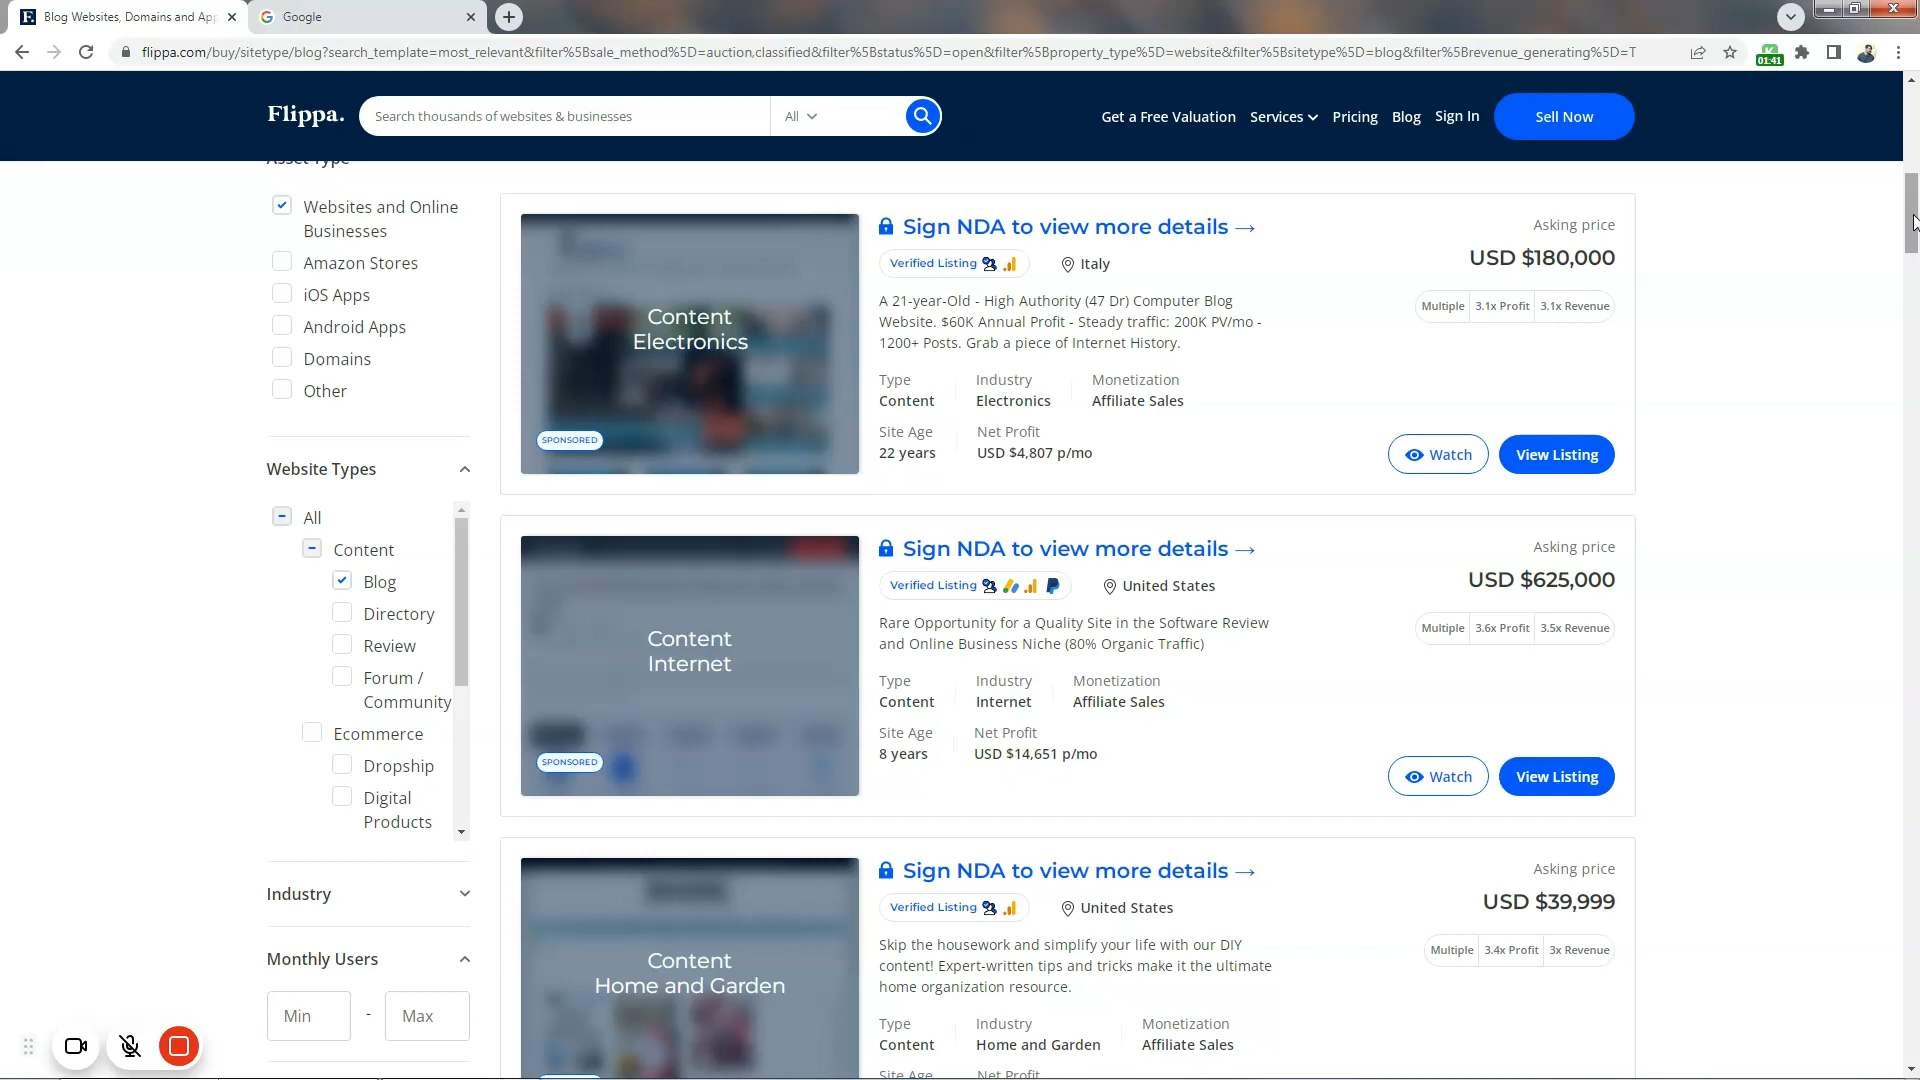 Blog Websites, Domains and App
Google
flippa.com/buy/sitetype/blog?search_template=most_relevant&filter%5Bsale_method%5D=auction,classified&filter%5Bstatus%5D=open&filter%5Bproperty_type%5D=website&filter%5Bsitetype%5D=blog&filter%5Brevenue_generating%5D=T
01:41
Flippa.
Search thousands of websites & businesses
All
Get a Free Valuation
Services
Pricing
Blog
Sign In
Sell Now
Asset Type
Websites and Online
Businesses
Amazon Stores
iOS Apps
Android Apps
Domains
Other
Website Types
All
Content
Blog
Directory
Review
Forum /
Community
Ecommerce
Dropship
Digital
Products
Industry
Monthly Users
Min
-
Max
Content
Electronics
SPONSORED
Sign NDA to view more details →
Verified Listing
Italy
A 21-year-Old - High Authority (47 Dr) Computer Blog
Website. $60K Annual Profit - Steady traffic: 200K PV/mo -
1200+ Posts. Grab a piece of Internet History.
Type
Content
Industry
Electronics
Monetization
Affiliate Sales
Site Age
22 years
Net Profit
USD $4,807 p/mo
Asking price
USD $180,000
Multiple 3.1x Profit 3.1x Revenue
Watch
View Listing
Content
Internet
SPONSORED
Sign NDA to view more details →
Verified Listing
United States
Rare Opportunity for a Quality Site in the Software Review
and Online Business Niche (80% Organic Traffic)
Type
Content
Industry
Internet
Monetization
Affiliate Sales
Site Age
8 years
Net Profit
USD $14,651 p/mo
Asking price
USD $625,000
Multiple 3.6x Profit 3.5x Revenue
Watch
View Listing
Content
Home and Garden
Sign NDA to view more details →
Verified Listing
United States
Skip the housework and simplify your life with our DIY
content! Expert-written tips and tricks make it the ultimate
home organization resource.
Type
Content
Industry
Home and Garden
Monetization
Affiliate Sales
Site Age
Net Profit
Asking price
USD $39,999
Multiple 3.4x Profit 3x Revenue